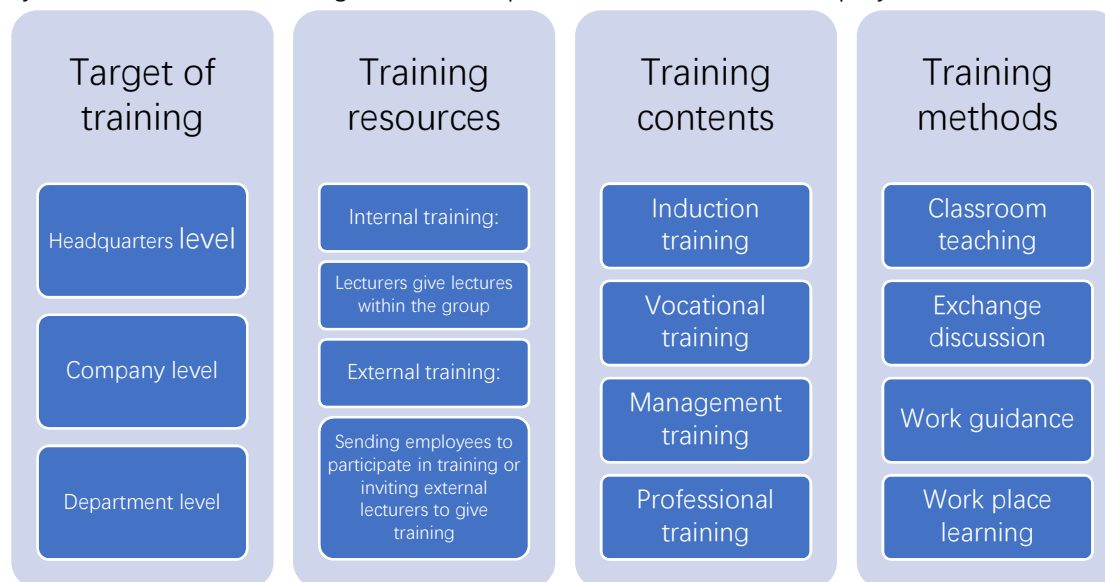 Target of
training
Headquarters level
Company level
Department level
Training
resources
Internal training:
Lecturers give lectures
within the group
External training:
Sending employees to
participate in training or
inviting external
lecturers to give
training
Training
contents
Induction
training
Vocational
training
Management
training
Professional
training
Training
methods
Classroom
teaching
Exchange
discussion
Work guidance
Work place
learning